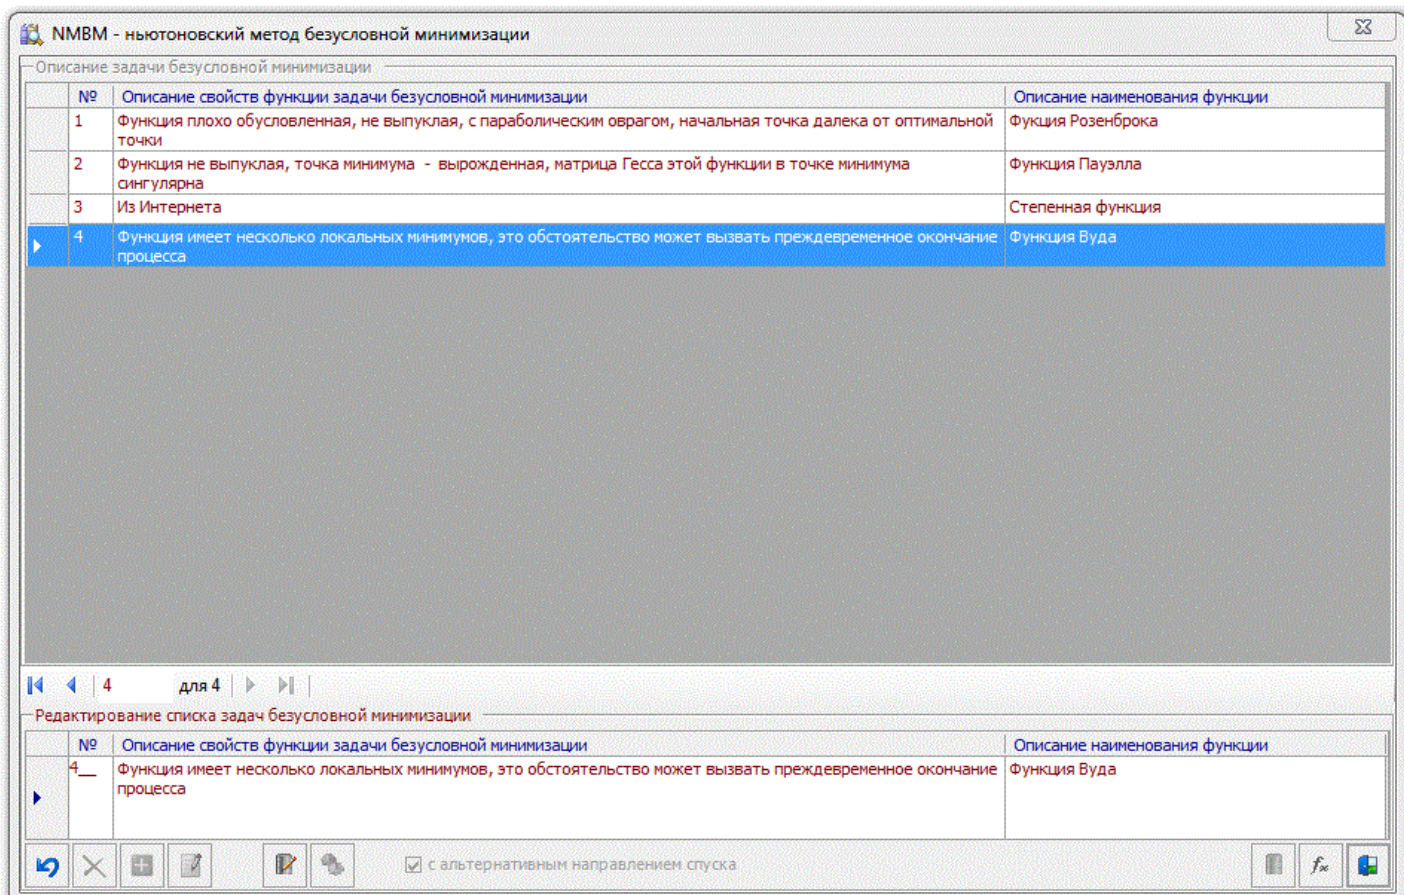 NMBM - ньютоновский метод безусловной минимизации
Описание задачи безусловной минимизации
№ Описание свойств функции задачи безусловной минимизации Описание наименования функции
1 Функция плохо обусловленная, не выпуклая, с параболическим оврагом, начальная точка далека от оптимальной Фукция Розенброка
точки
2 Функция не выпуклая, точка минимума - вырожденная, матрица Гесса этой функции в точке минимума Функция Пауэлла
сингулярна
3 Из Интернета Степенная функция
4 Функция имеет несколько локальных минимумов, это обстоятельство может вызвать преждевременное окончание Функция Вуда
процесса
4 для 4
Редактирование списка задач безусловной минимизации
№ Описание свойств функции задачи безусловной минимизации Описание наименования функции
4__ Функция имеет несколько локальных минимумов, это обстоятельство может вызвать преждевременное окончание Функция Вуда
процесса
с альтернативным направлением спуска